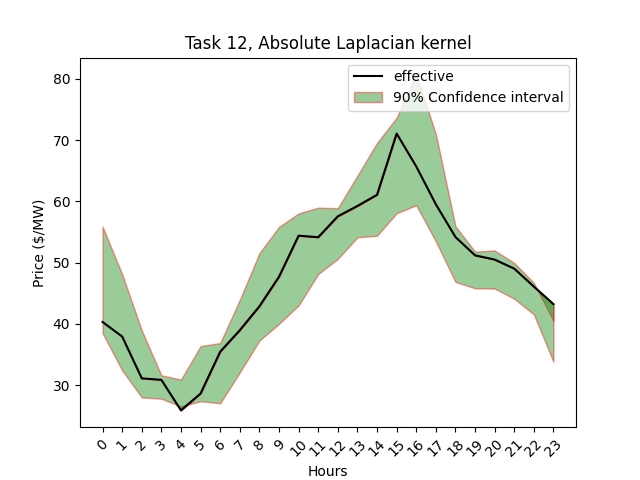 Task 12, Absolute Laplacian kernel
effective
90% Confidence interval
Price ($/MW)
80
70
60
50
40
30
0 1 2 3 4 5 6 7 8 9 10 11 12 13 14 15 16 17 18 19 20 21 22 23
Hours